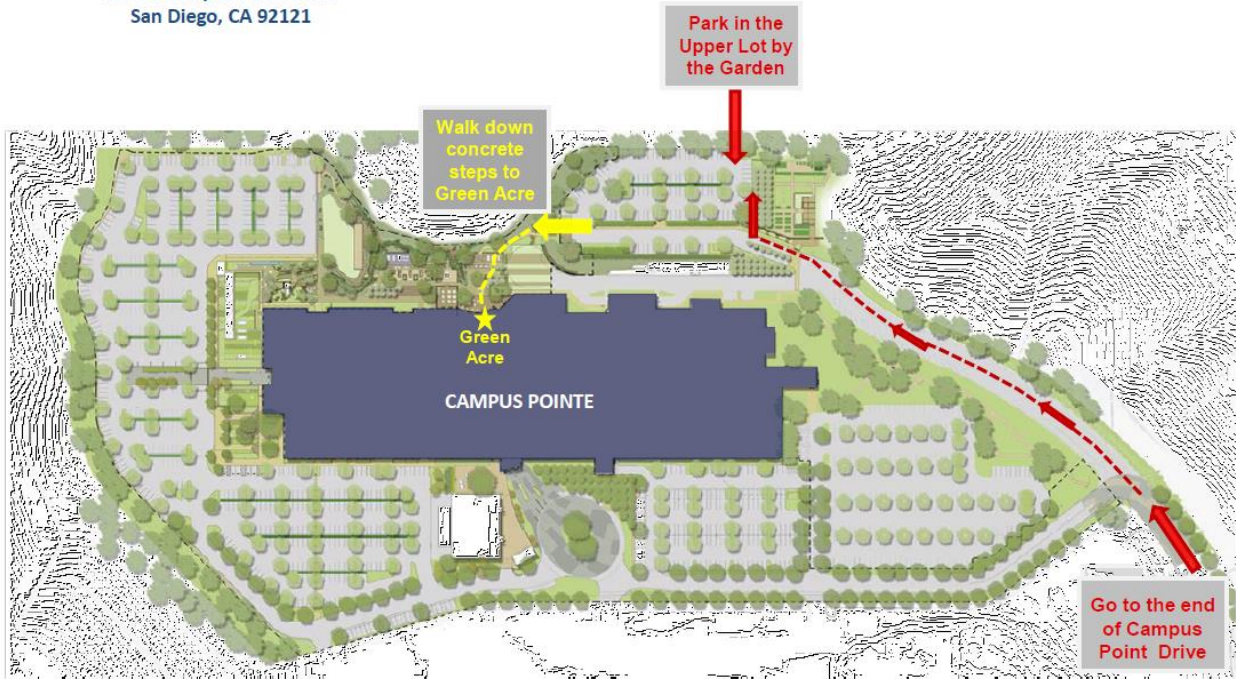 San Diego, CA 92121
Park in the
Upper Lot by
the Garden
Walk down
concrete
steps to
Green Acre
Green
Acre
CAMPUS POINTE
Go to the end
of Campus
Point Drive